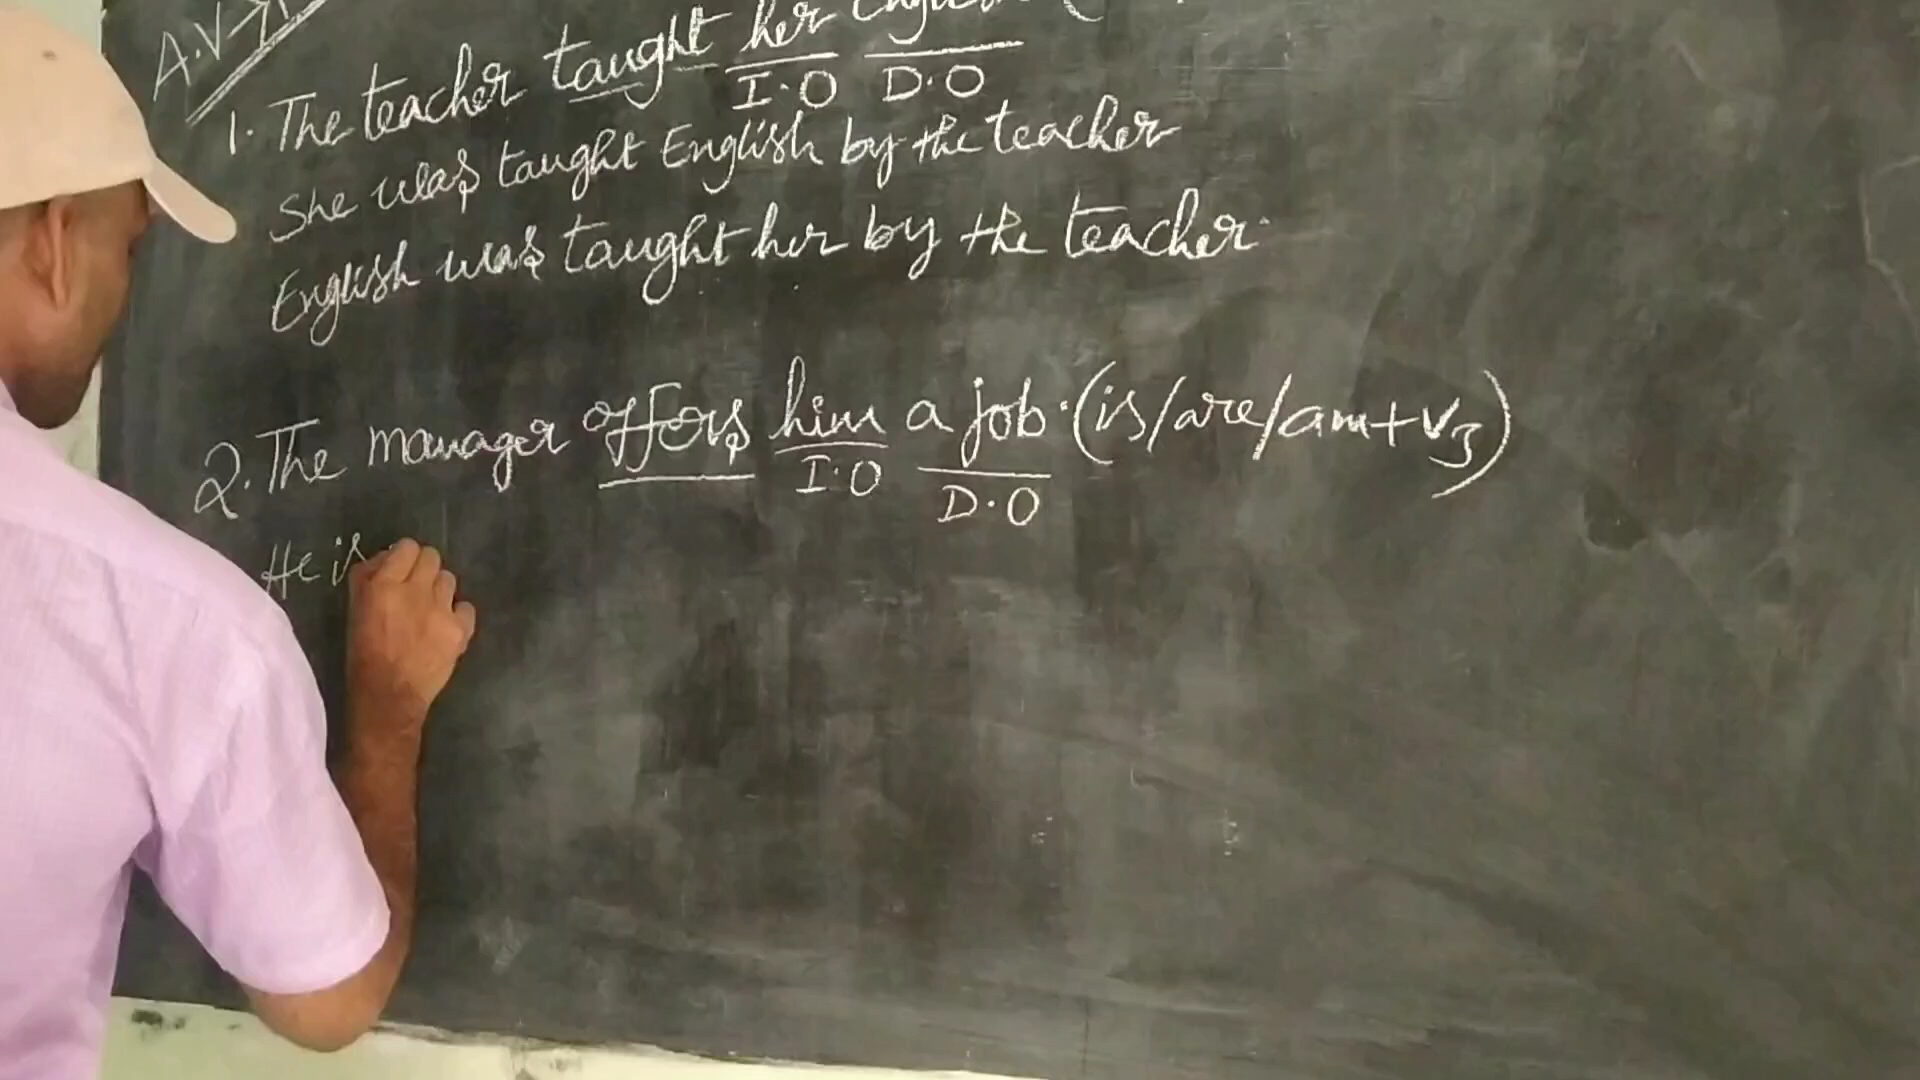 A.V→
1. The teacher taught her English
I.O D.O
She was taught English by the teacher
English was taught her by the teacher.
2. The manager offers him a job. (is/are/am+V3)
I.O D.O
He is